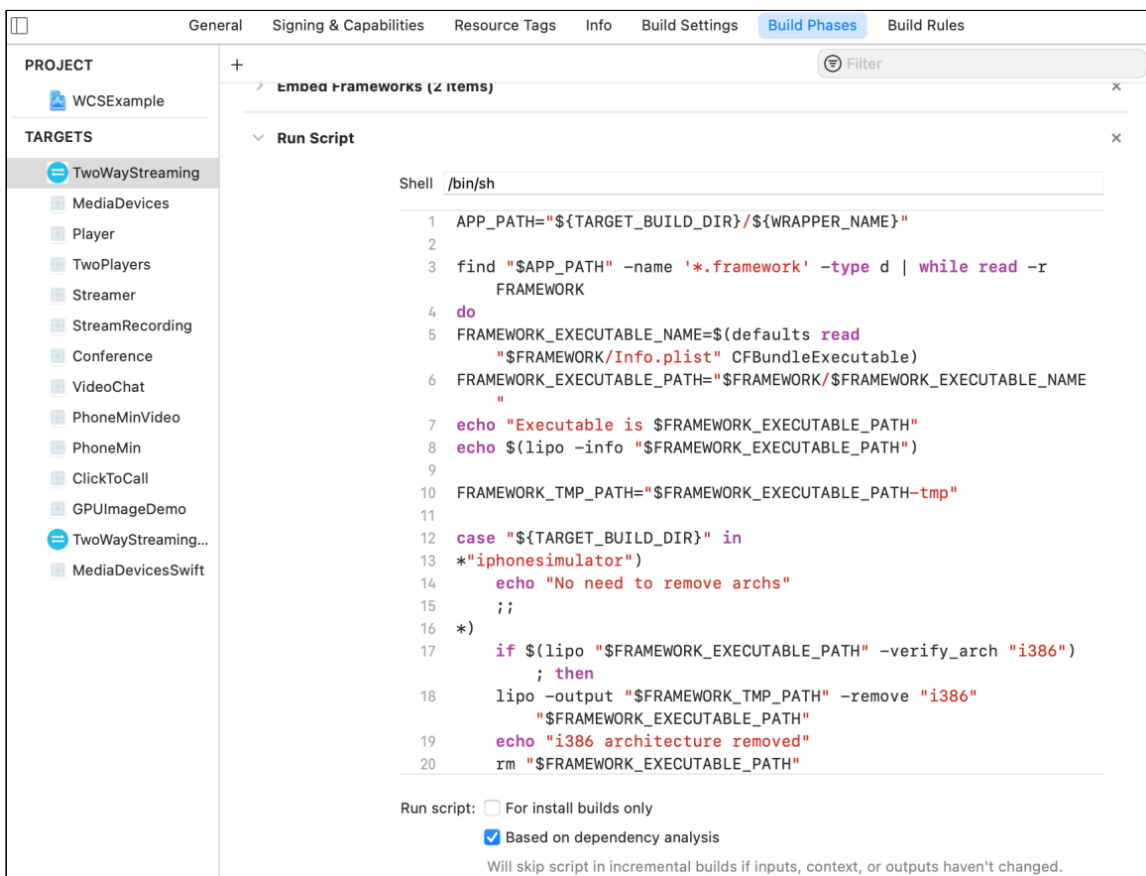 General Signing & Capabilities Resource Tags Info Build Settings Build Phases Build Rules
PROJECT
WCSExample
TARGETS
TwoWayStreaming
MediaDevices
Player
TwoPlayers
Streamer
StreamRecording
Conference
VideoChat
PhoneMinVideo
PhoneMin
ClickToCall
GPUImageDemo
TwoWayStreaming...
MediaDevicesSwift
+ Filter
Embed Frameworks (2 items) ×
Run Script ×
Shell /bin/sh
1 APP_PATH="${TARGET_BUILD_DIR}/${WRAPPER_NAME}"
2
3 find "$APP_PATH" -name '*.framework' -type d | while read -r
FRAMEWORK
4 do
5 FRAMEWORK_EXECUTABLE_NAME=$(defaults read
"$FRAMEWORK/Info.plist" CFBundleExecutable)
6 FRAMEWORK_EXECUTABLE_PATH="$FRAMEWORK/$FRAMEWORK_EXECUTABLE_NAME
"
7 echo "Executable is $FRAMEWORK_EXECUTABLE_PATH"
8 echo $(lipo -info "$FRAMEWORK_EXECUTABLE_PATH")
9
10 FRAMEWORK_TMP_PATH="$FRAMEWORK_EXECUTABLE_PATH-tmp"
11
12 case "${TARGET_BUILD_DIR}" in
13 *"iphonesimulator")
14 echo "No need to remove archs"
15 ;;
16 *)
17 if $(lipo "$FRAMEWORK_EXECUTABLE_PATH" -verify_arch "i386")
; then
18 lipo -output "$FRAMEWORK_TMP_PATH" -remove "i386"
"$FRAMEWORK_EXECUTABLE_PATH"
19 echo "i386 architecture removed"
20 rm "$FRAMEWORK_EXECUTABLE_PATH"
Run script: For install builds only
Based on dependency analysis
Will skip script in incremental builds if inputs, context, or outputs haven't changed.